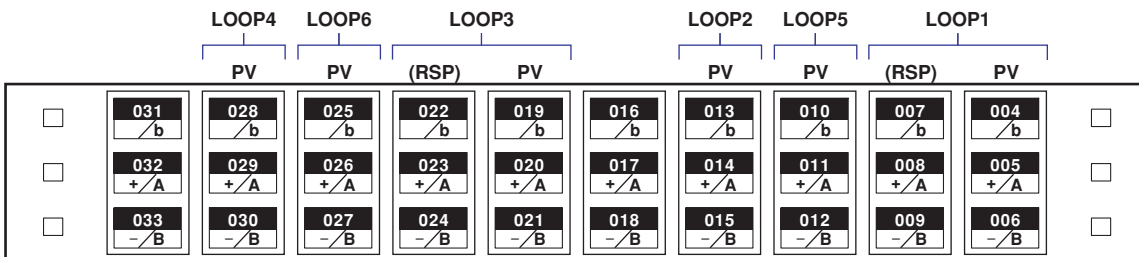 LOOP4 LOOP6 LOOP3 LOOP2 LOOP5 LOOP1
PV PV (RSP) PV PV PV (RSP) PV
031 028 025 022 019 016 013 010 007 004
/b /b /b /b /b /b /b /b /b /b
032 029 026 023 020 017 014 011 008 005
+/A +/A +/A +/A +/A +/A +/A +/A +/A +/A
033 030 027 024 021 018 015 012 009 006
−/B −/B −/B −/B −/B −/B −/B −/B −/B −/B